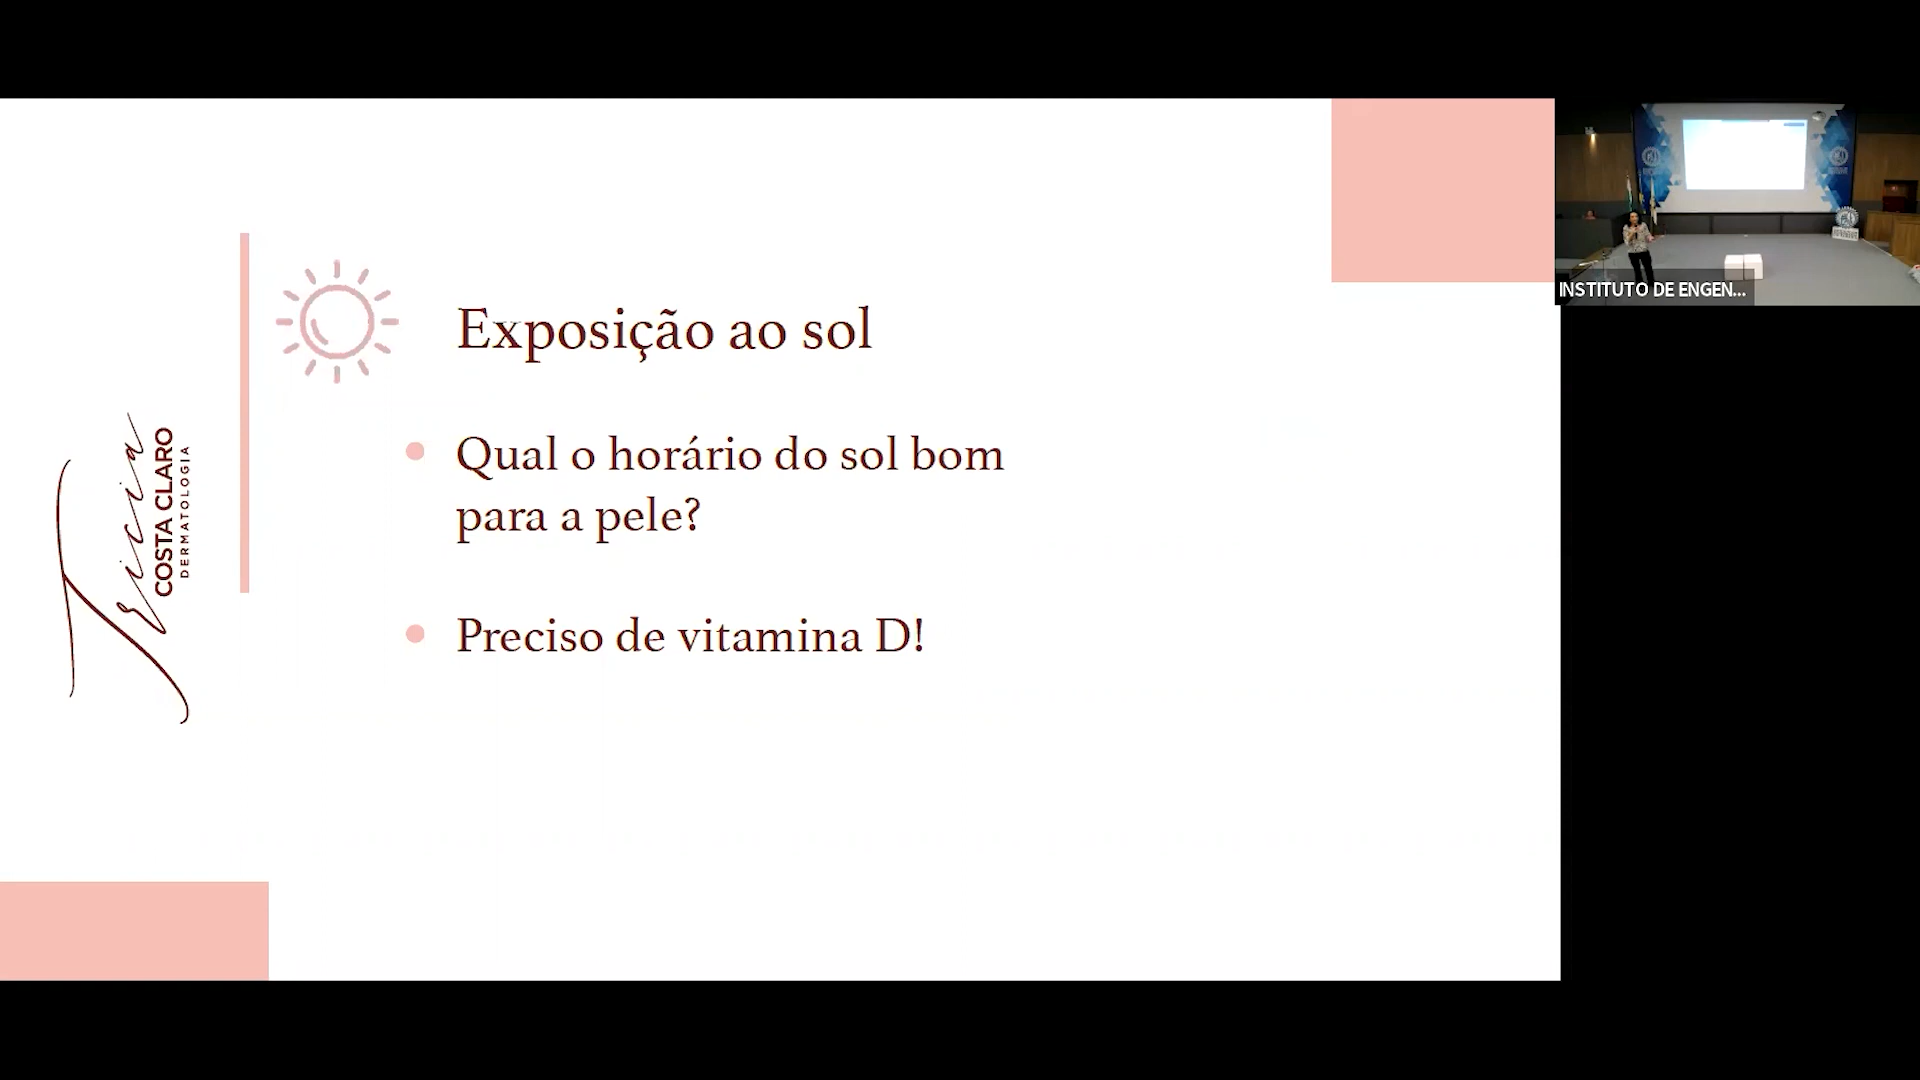 Exposição ao sol
Qual o horário do sol bom
para a pele?
Preciso de vitamina D!
Tricia
COSTA CLARO
DERMATOLOGIA
INSTITUTO DE ENGEN...